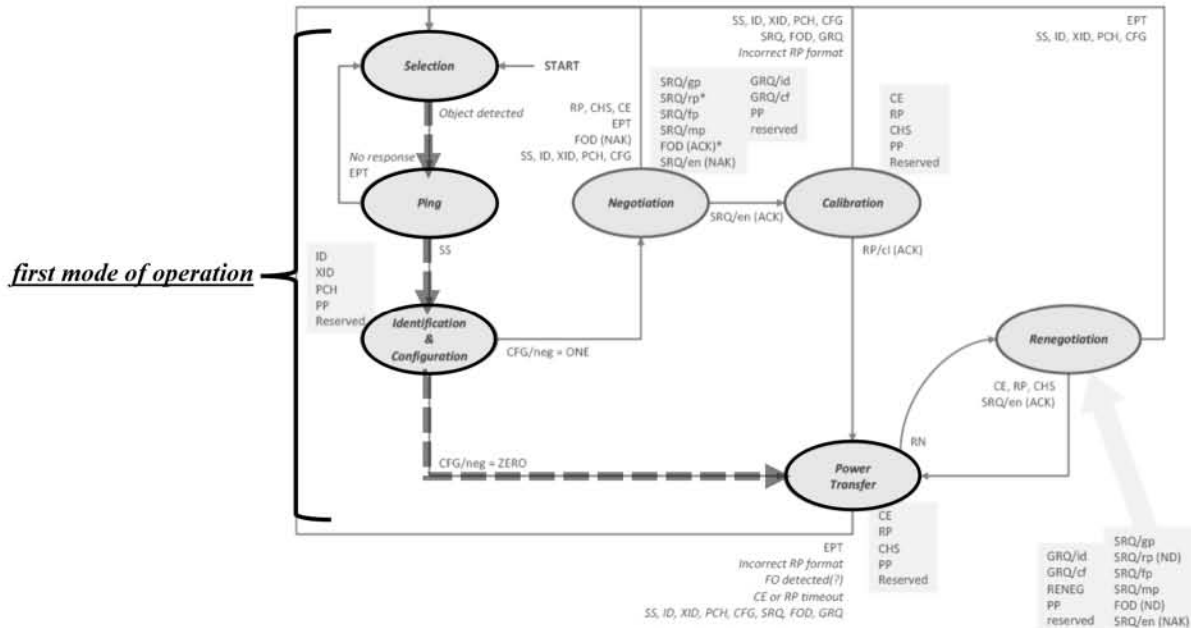 SS, ID, XID, PCH, CFG
SRQ, FOD, GRQ
Incorrect RP format
EPT
SS, ID, XID, PCH, CFG
Selection
START
Object detected
No response
EPT
Ping
SS
RP, CHS, CE
EPT
FOD (NAK)
SS, ID, XID, PCH, CFG
SRQ/gp
SRQ/rp*
SRQ/fp
SRQ/mp
FOD (ACK)*
SRQ/en (NAK)
GRQ/id
GRQ/cf
PP
reserved
CE
RP
CHS
PP
Reserved
Negotiation
SRQ/en (ACK)
Calibration
RP/cl (ACK)
first mode of operation
ID
XID
PCH
PP
Reserved
Identification
&
Configuration
CFG/neg = ONE
CFG/neg = ZERO
Renegotiation
CE, RP, CHS
SRQ/en (ACK)
RN
Power
Transfer
CE
RP
CHS
PP
Reserved
EPT
Incorrect RP format
FO detected(?)
CE or RP timeout
SS, ID, XID, PCH, CFG, SRQ, FOD, GRQ
GRQ/id
GRQ/cf
RENEG
PP
reserved
SRQ/gp
SRQ/rp (ND)
SRQ/fp
SRQ/mp
FOD (ND)
SRQ/en (NAK)